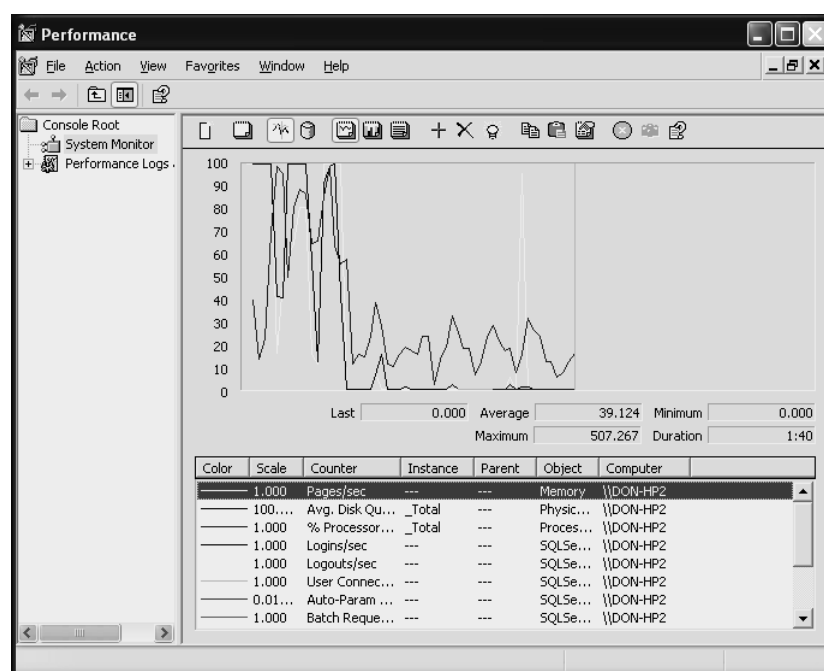 Performance
File Action View Favorites Window Help
Console Root
System Monitor
Performance Logs
100
90
80
70
60
50
40
30
20
10
0
Last 0.000 Average 39.124 Minimum 0.000
Maximum 507.267 Duration 1:40
Color Scale Counter Instance Parent Object Computer
1.000 Pages/sec --- --- Memory \\DON-HP2
100.... Avg. Disk Qu... _Total --- Physic... \\DON-HP2
1.000 % Processor... _Total --- Proces... \\DON-HP2
1.000 Logins/sec --- --- SQLSe... \\DON-HP2
1.000 Logouts/sec --- --- SQLSe... \\DON-HP2
1.000 User Connec... --- --- SQLSe... \\DON-HP2
0.01... Auto-Param ... --- --- SQLSe... \\DON-HP2
1.000 Batch Reque... --- --- SQLSe... \\DON-HP2